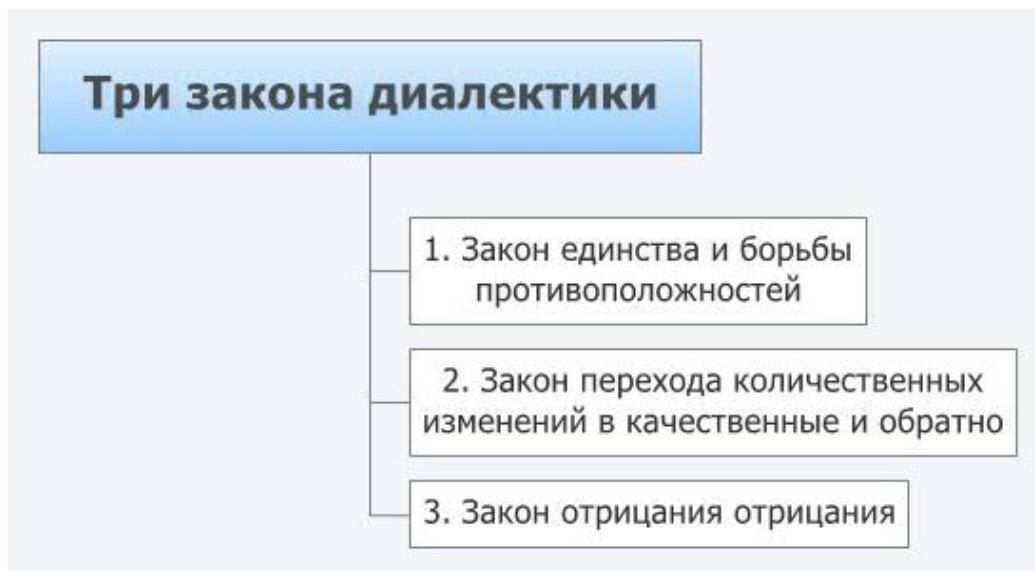 Три закона диалектики
1. Закон единства и борьбы
противоположностей
2. Закон перехода количественных
изменений в качественные и обратно
3. Закон отрицания отрицания